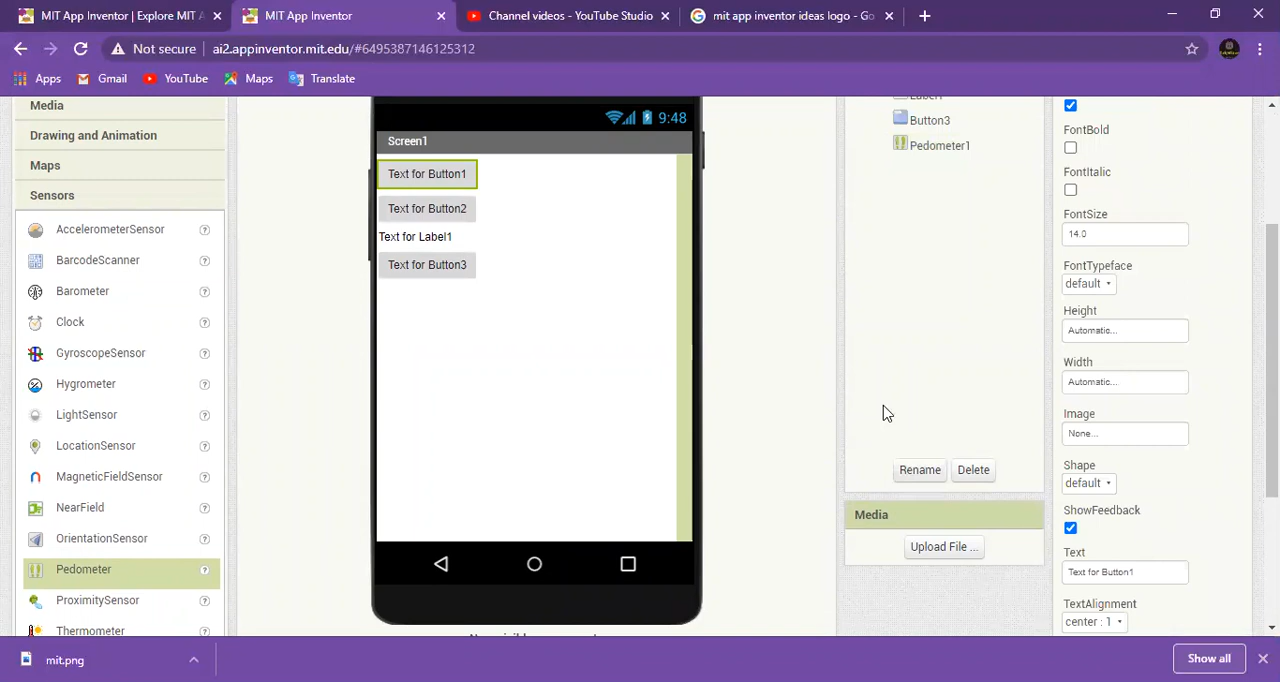 MIT App Inventor | Explore MIT A
MIT App Inventor
Channel videos - YouTube Studio
mit app inventor ideas logo - Go
Not secure | ai2.appinventor.mit.edu/#6495387146125312
Apps
Gmail
YouTube
Maps
Translate
Media
Drawing and Animation
Maps
Sensors
AccelerometerSensor
BarcodeScanner
Barometer
Clock
GyroscopeSensor
Hygrometer
LightSensor
LocationSensor
MagneticFieldSensor
NearField
OrientationSensor
Pedometer
ProximitySensor
Thermometer
9:48
Screen1
Text for Button1
Text for Button2
Text for Label1
Text for Button3
Label1
Button3
Pedometer1
Rename
Delete
Media
Upload File ...
FontBold
FontItalic
FontSize
14.0
FontTypeface
default
Height
Automatic...
Width
Automatic...
Image
None...
Shape
default
ShowFeedback
Text
Text for Button1
TextAlignment
center : 1
mit.png
Show all